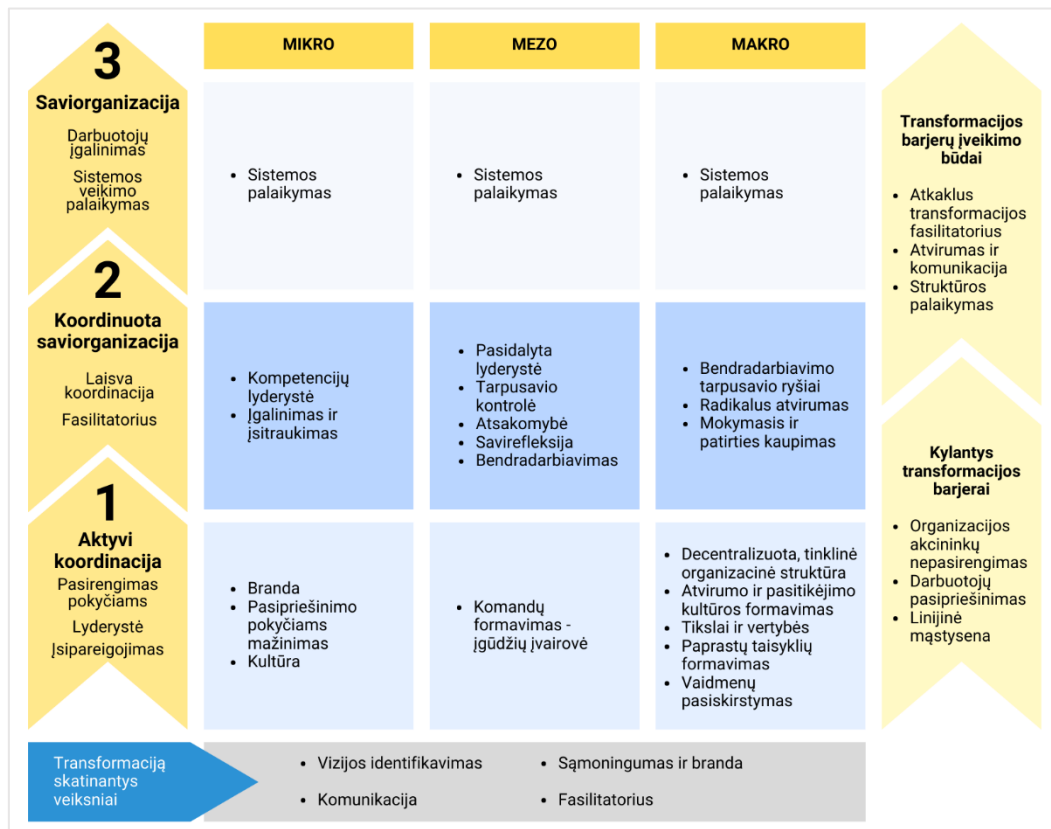 MIKRO
MEZO
MAKRO
3
Saviorganizacija
Darbuotojų
įgalinimas
Sistemos
veikimo
palaikymas
• Sistemos
palaikymas
• Sistemos
palaikymas
• Sistemos
palaikymas
2
Koordinuota
saviorganizacija
Laisva
koordinacija
Fasilitatorius
• Kompetencijų
lyderystė
• Įgalinimas ir
įsitraukimas
• Pasidalyta
lyderystė
• Tarpusavio
kontrolė
• Atsakomybė
• Savirefleksija
• Bendradarbiavimas
• Bendradarbiavimo
tarpusavio ryšiai
• Radikalus atvirumas
• Mokymasis ir
patirties kaupimas
1
Aktyvi
koordinacija
Pasirengimas
pokyčiams
Lyderystė
Įsipareigojimas
• Branda
• Pasipriešinimo
pokyčiams
mažinimas
• Kultūra
• Komandų
formavimas -
įgūdžių įvairovė
• Decentralizuota, tinklinė
organizacinė struktūra
• Atvirumo ir pasitikėjimo
kultūros formavimas
• Tikslai ir vertybės
• Paprastų taisyklių
formavimas
• Vaidmenų
pasiskirstymas
Transformacijos
barjerų įveikimo
būdai
• Atkaklus
transformacijos
fasilitatorius
• Atvirumas ir
komunikacija
• Struktūros
palaikymas
Kylantys
transformacijos
barjerai
• Organizacijos
akcininkų
nepasirengimas
• Darbuotojų
pasipriešinimas
• Linijinė
mąstysena
Transformaciją
skatinantys
veiksniai
• Vizijos identifikavimas
• Sąmoningumas ir branda
• Komunikacija
• Fasilitatorius